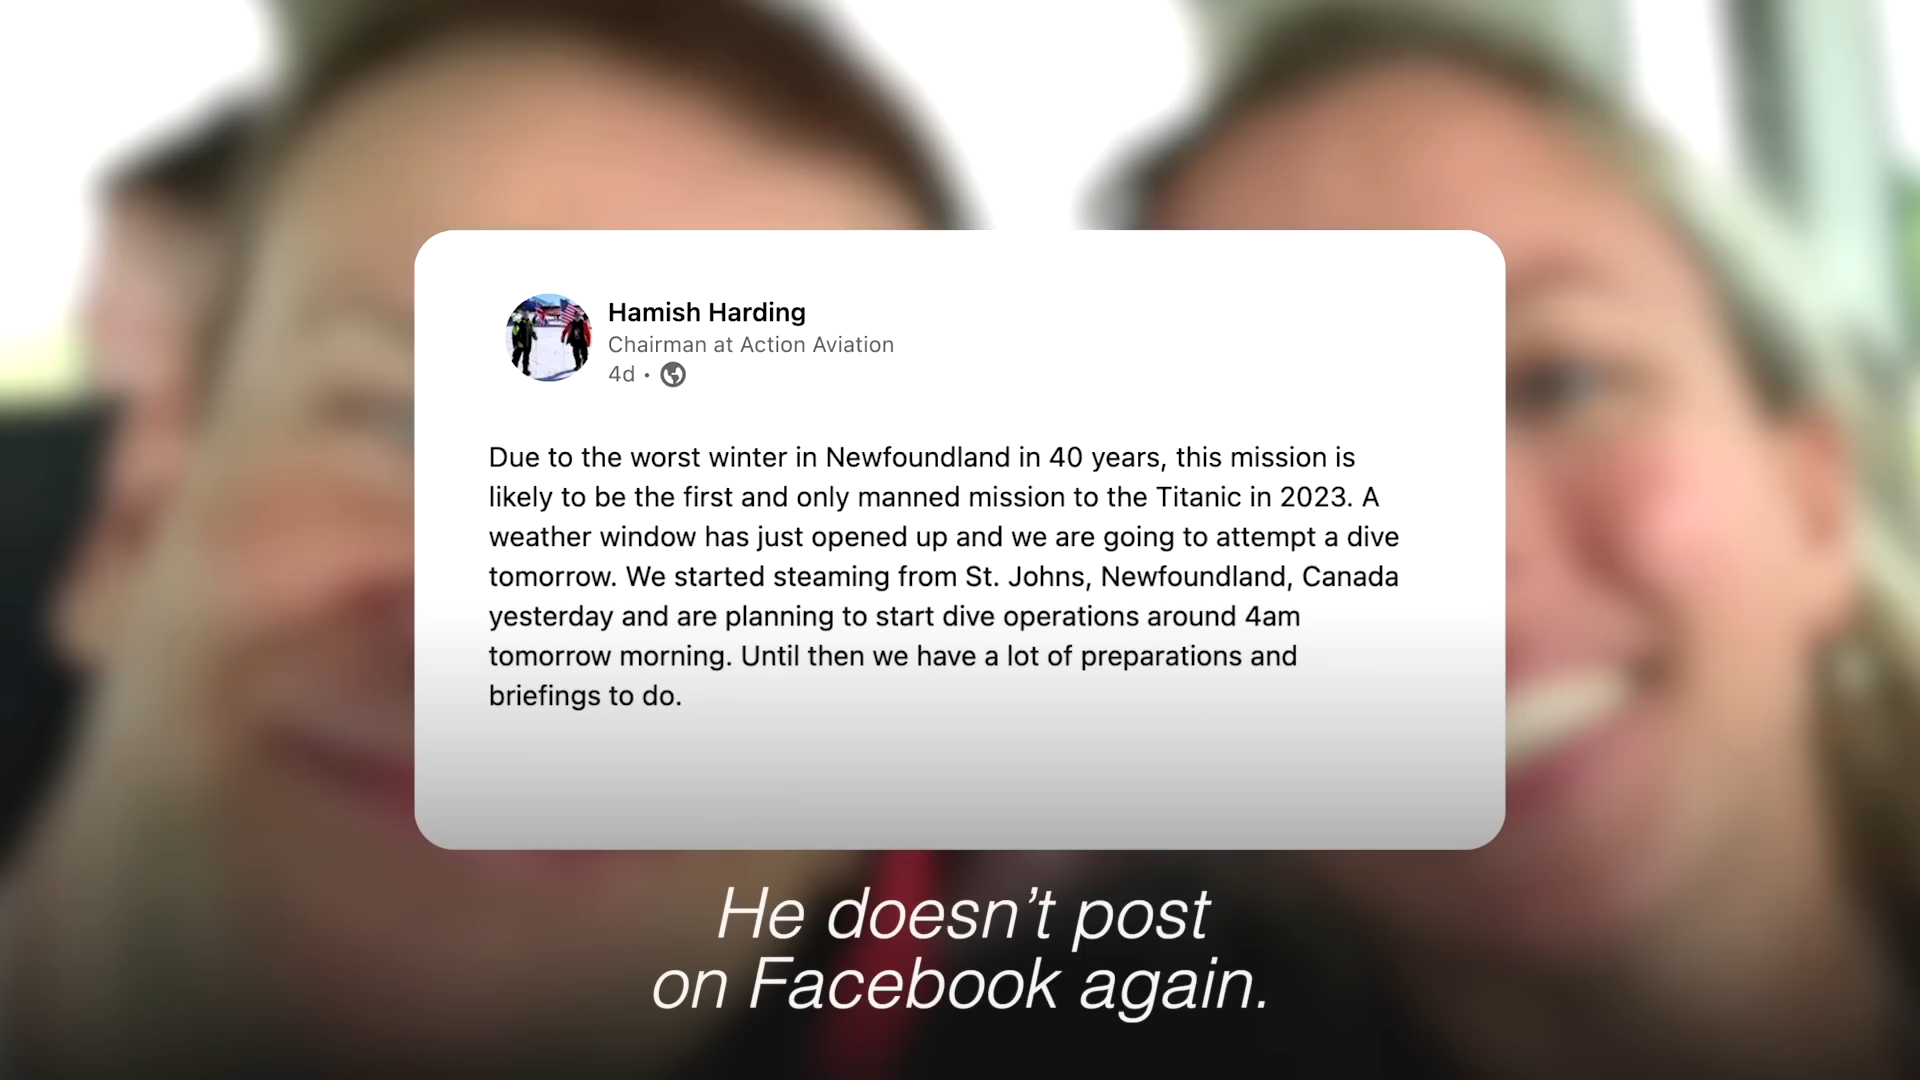 Hamish Harding
Chairman at Action Aviation
4d •
Due to the worst winter in Newfoundland in 40 years, this mission is
likely to be the first and only manned mission to the Titanic in 2023. A
weather window has just opened up and we are going to attempt a dive
tomorrow. We started steaming from St. Johns, Newfoundland, Canada
yesterday and are planning to start dive operations around 4am
tomorrow morning. Until then we have a lot of preparations and
briefings to do.
He doesn’t post
on Facebook again.